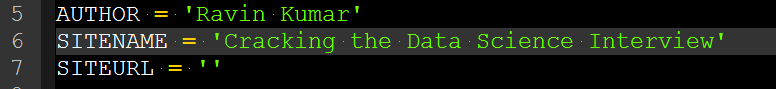 5 AUTHOR = 'Ravin Kumar'
6 SITENAME = 'Cracking the Data Science Interview'
7 SITEURL = ''